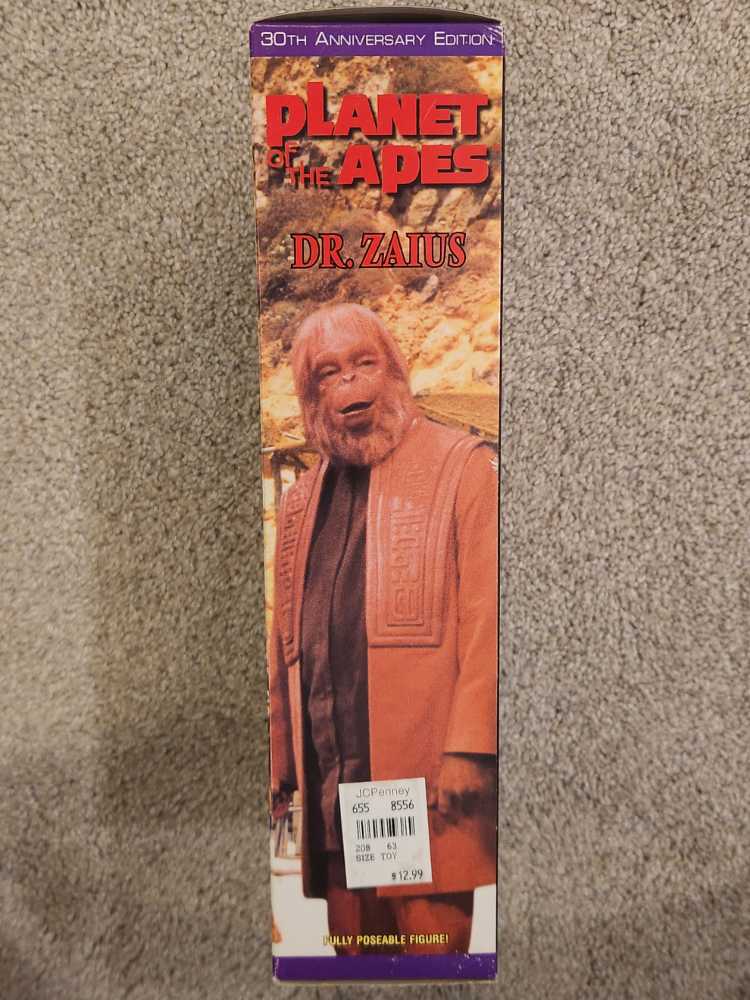 30TH ANNIVERSARY EDITION
PLANET
OF THE APES
DR. ZAIUS
JCPenney
655 8556
208 63
SIZE TOY
$12.99
FULLY POSEABLE FIGURE!